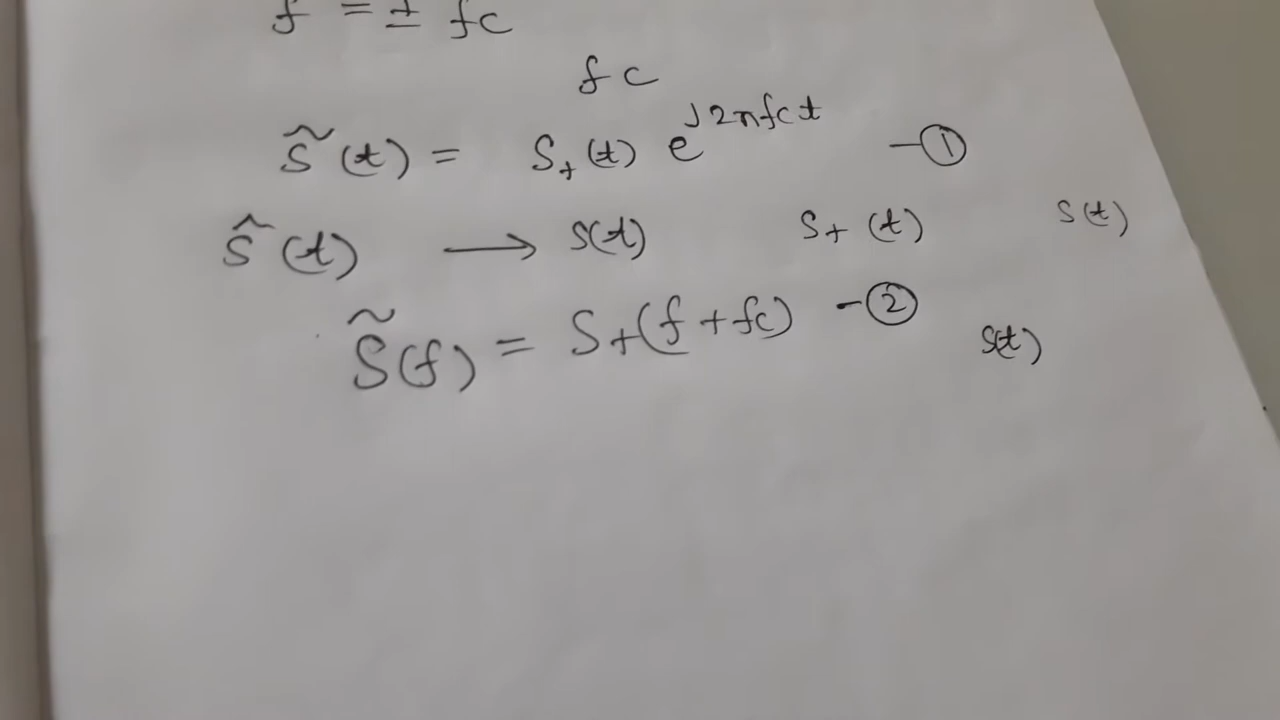 f = ± fc
fc
s̃(t) = S₊(t) e^j2πfct -①
ŝ(t) → s(t) S₊(t) S(t)
S̃(f) = S₊(f+fc) -②
S(t)